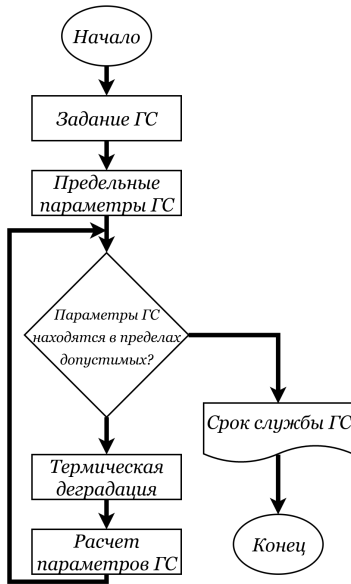 Начало
Задание ГС
Предельные
параметры ГС
Параметры ГС
находятся в пределах
допустимых?
Термическая
деградация
Расчет
параметров ГС
Срок службы ГС
Конец